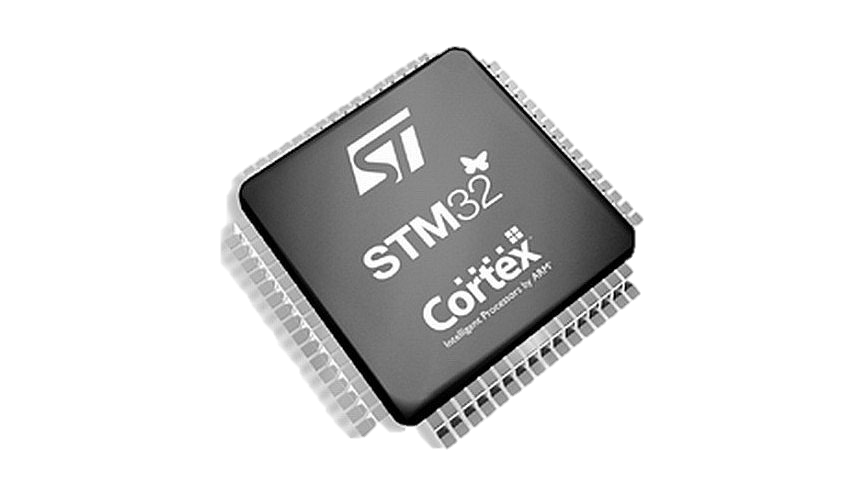 ST
STM32
Cortex
Intelligent Processors by ARM®